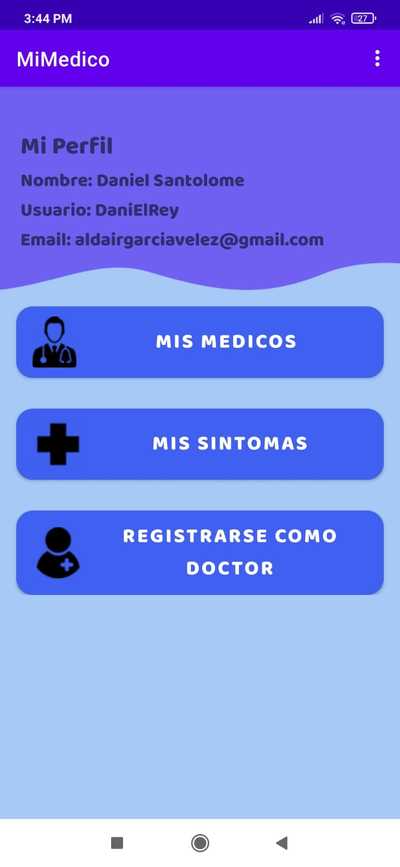 3:44 PM
27
MiMedico
Mi Perfil
Nombre: Daniel Santolome
Usuario: DaniElRey
Email: aldairgarciavelez@gmail.com
MIS MEDICOS
MIS SINTOMAS
REGISTRARSE COMO
DOCTOR